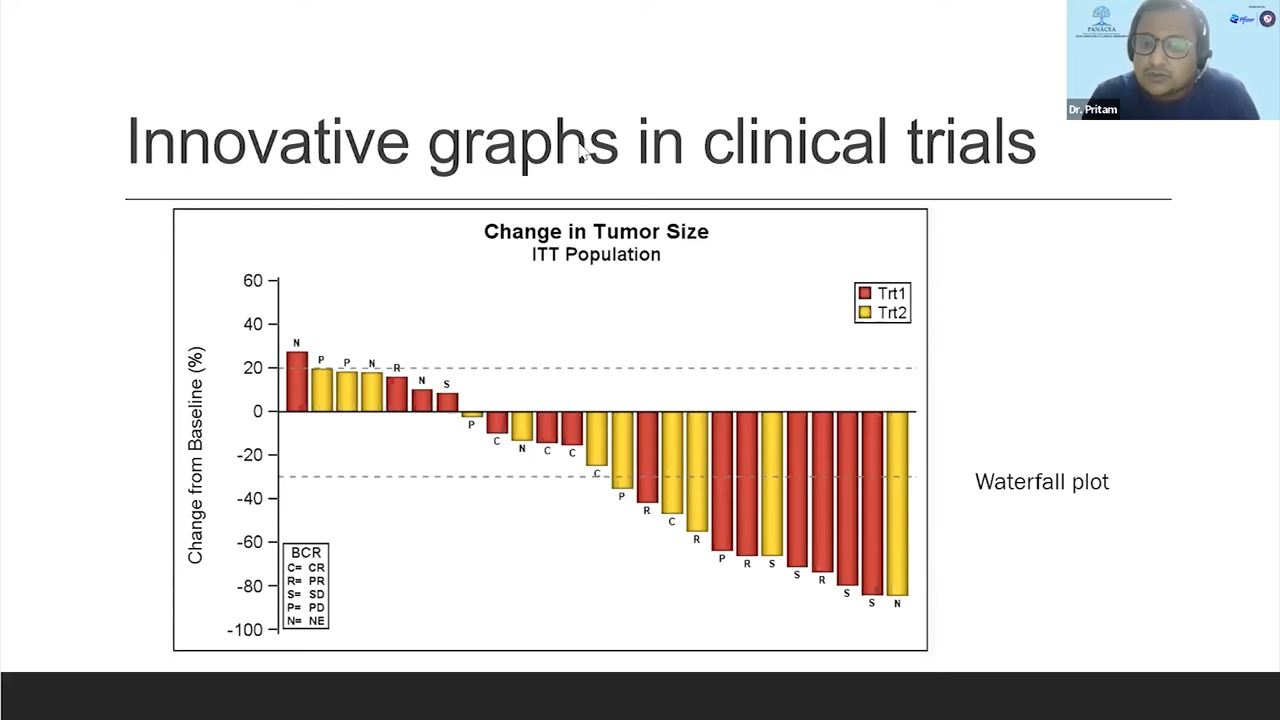 Innovative graphs in clinical trials
PANACEA
Pfizer
Dr. Pritam
Change in Tumor Size
ITT Population
Trt1
Trt2
Change from Baseline (%)
60
40
20
0
-20
-40
-60
-80
-100
N
P
P
N
R
N
S
P
C
N
C
C
C
P
R
C
R
P
R
S
S
R
S
S
N
BCR
C= CR
R= PR
S= SD
P= PD
N= NE
Waterfall plot